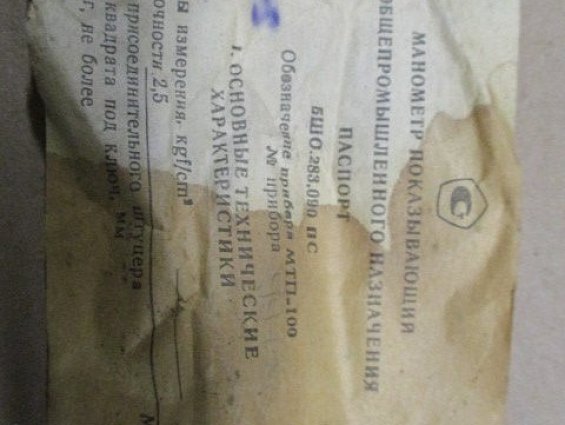 МАНОМЕТР ПОКАЗЫВАЮЩИЙ
ОБЩЕПРОМЫШЛЕННОГО НАЗНАЧЕНИЯ
ПАСПОРТ
БШО.283.090 ПС
Обозначение прибора МТП-100
№ прибора
1. ОСНОВНЫЕ ТЕХНИЧЕСКИЕ
ХАРАКТЕРИСТИКИ
ы измерения, kgf/cm²
очности 2,5
присоединительного штуцера
квадрата под ключ, мм
г, не более